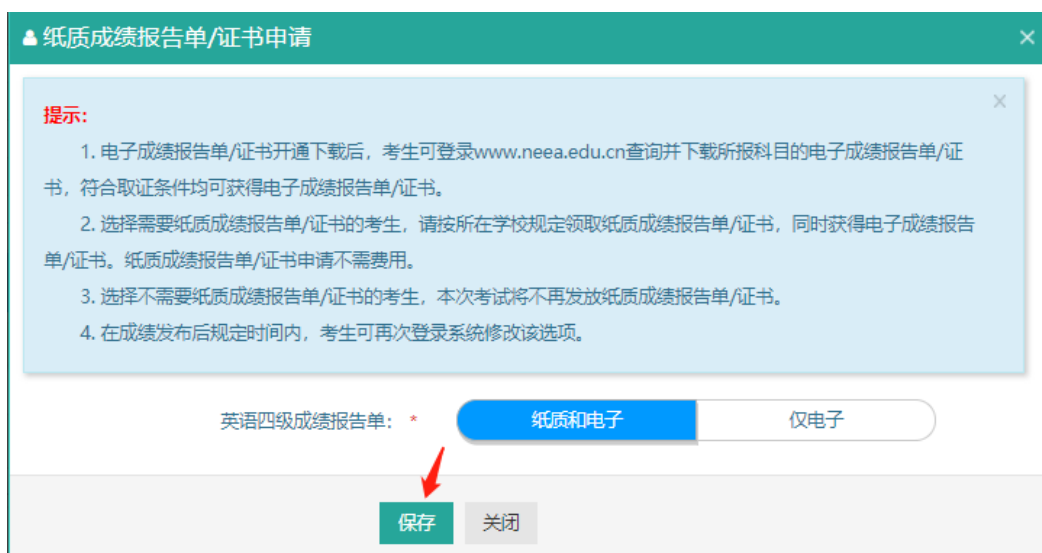 纸质成绩报告单/证书申请
提示:
1. 电子成绩报告单/证书开通下载后，考生可登录www.neea.edu.cn查询并下载所报科目的电子成绩报告单/证
书，符合取证条件均可获得电子成绩报告单/证书。
2. 选择需要纸质成绩报告单/证书的考生，请按所在学校规定领取纸质成绩报告单/证书，同时获得电子成绩报告
单/证书。纸质成绩报告单/证书申请不需费用。
3. 选择不需要纸质成绩报告单/证书的考生，本次考试将不再发放纸质成绩报告单/证书。
4. 在成绩发布后规定时间内，考生可再次登录系统修改该选项。
英语四级成绩报告单: * 纸质和电子 仅电子
保存 关闭